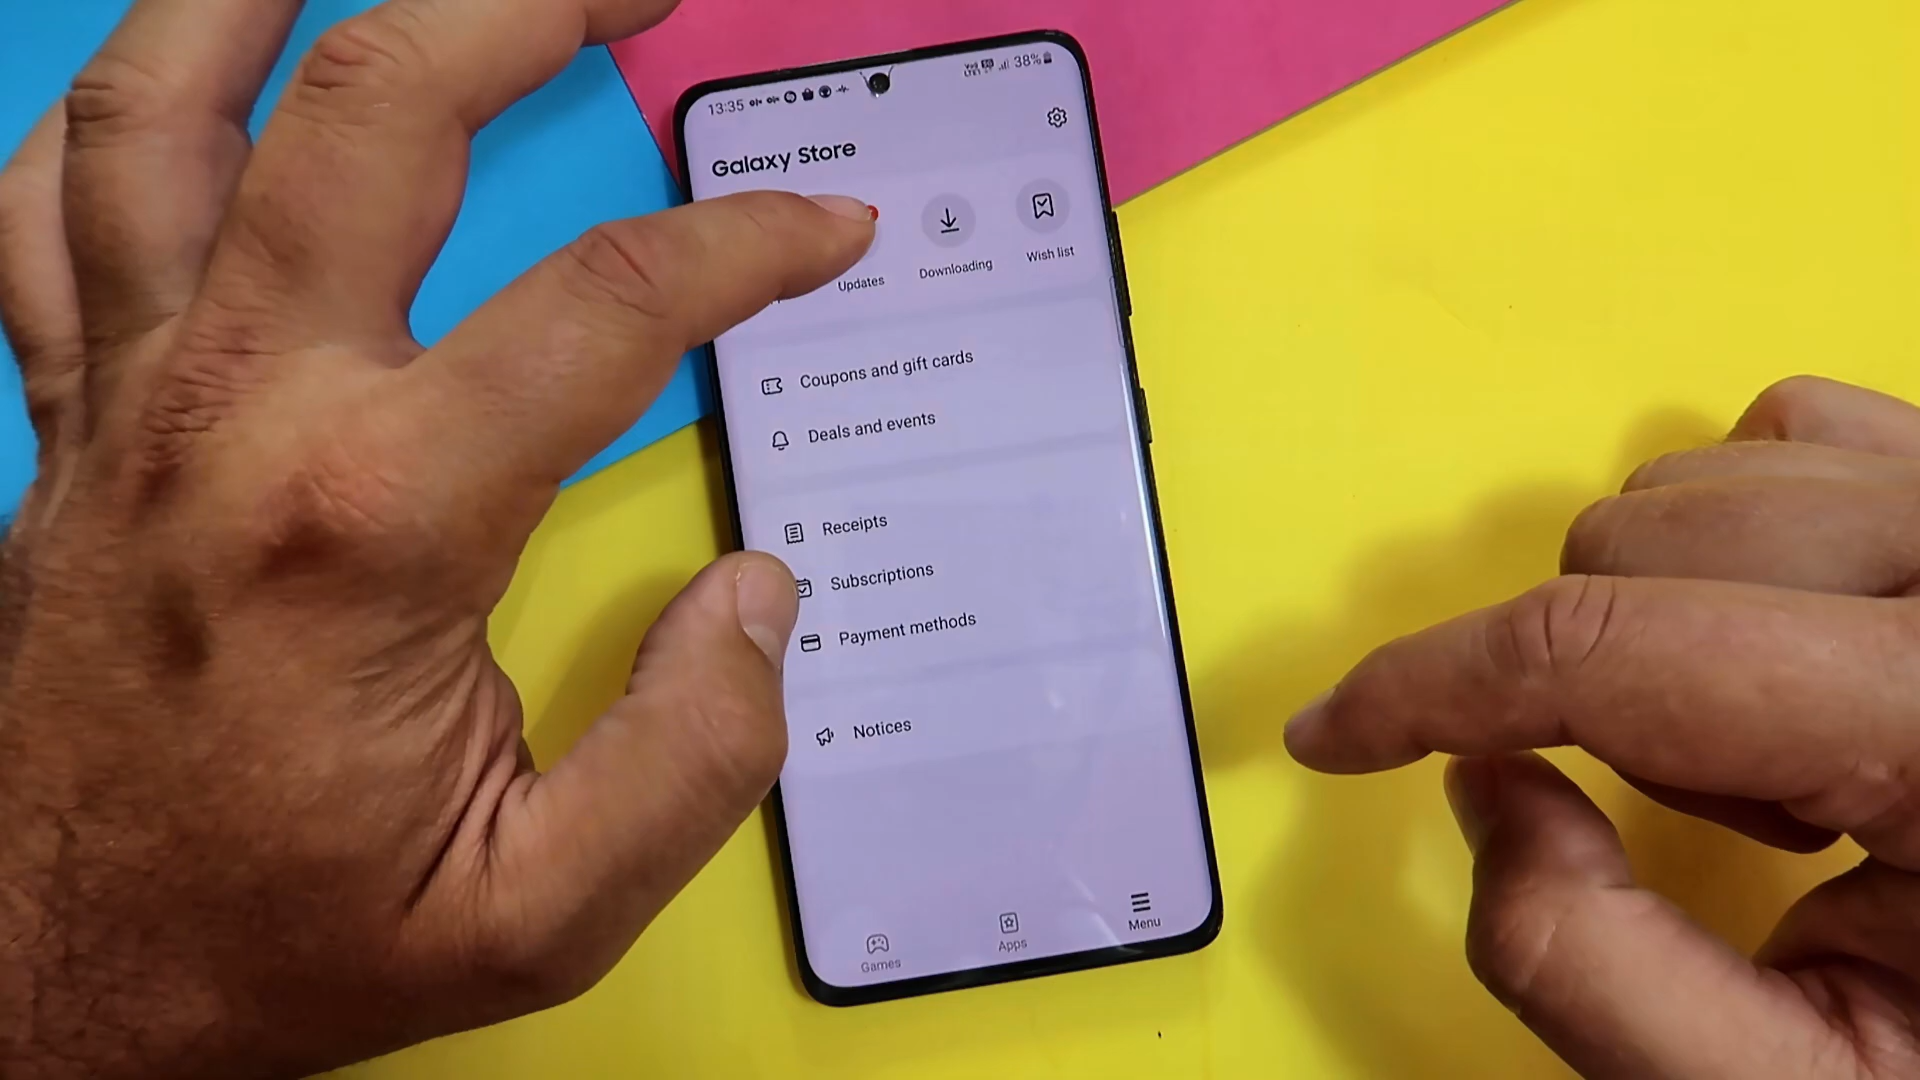 13:35
38%
Galaxy Store
Updates
Downloading
Wish list
Coupons and gift cards
Deals and events
Receipts
Subscriptions
Payment methods
Notices
Games
Apps
Menu